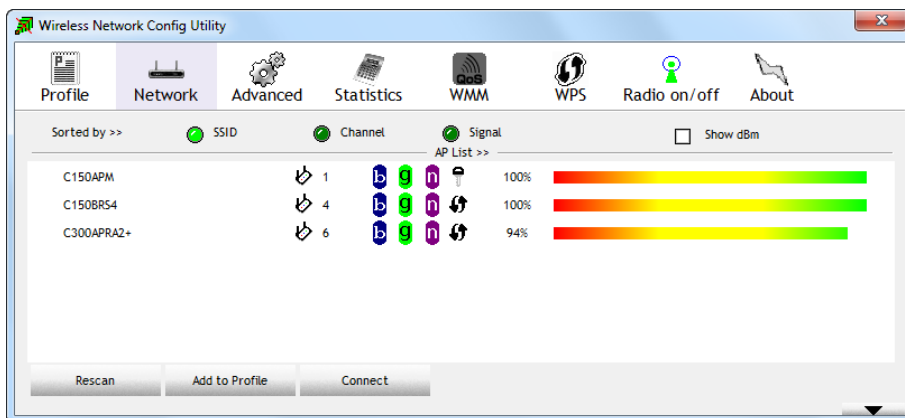 Wireless Network Config Utility
P=
Profile Network Advanced Statistics QoS WMM WPS Radio on/off About
Sorted by >> SSID Channel Signal Show dBm
AP List >>
C150APM 1 b g n 100%
C150BRS4 4 b g n 100%
C300APRA2+ 6 b g n 94%
Rescan Add to Profile Connect